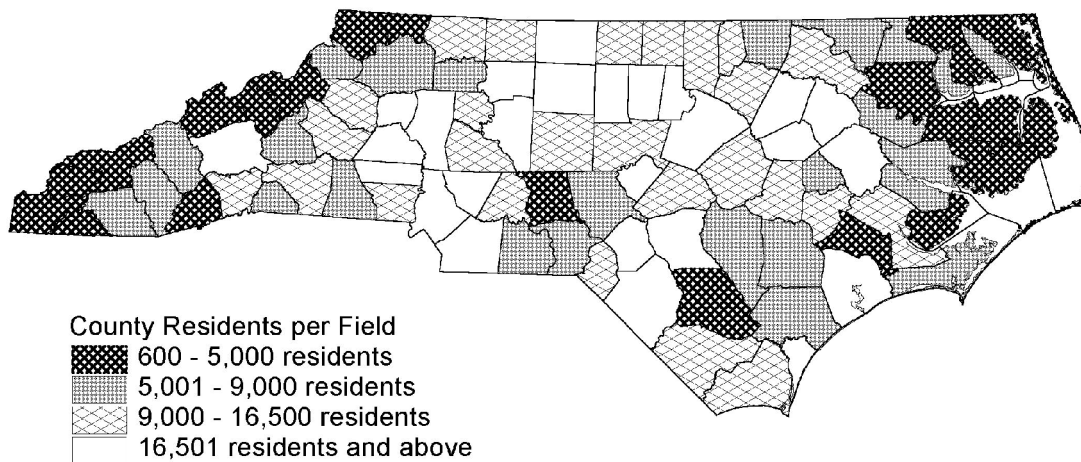 County Residents per Field
600 - 5,000 residents
5,001 - 9,000 residents
9,000 - 16,500 residents
16,501 residents and above